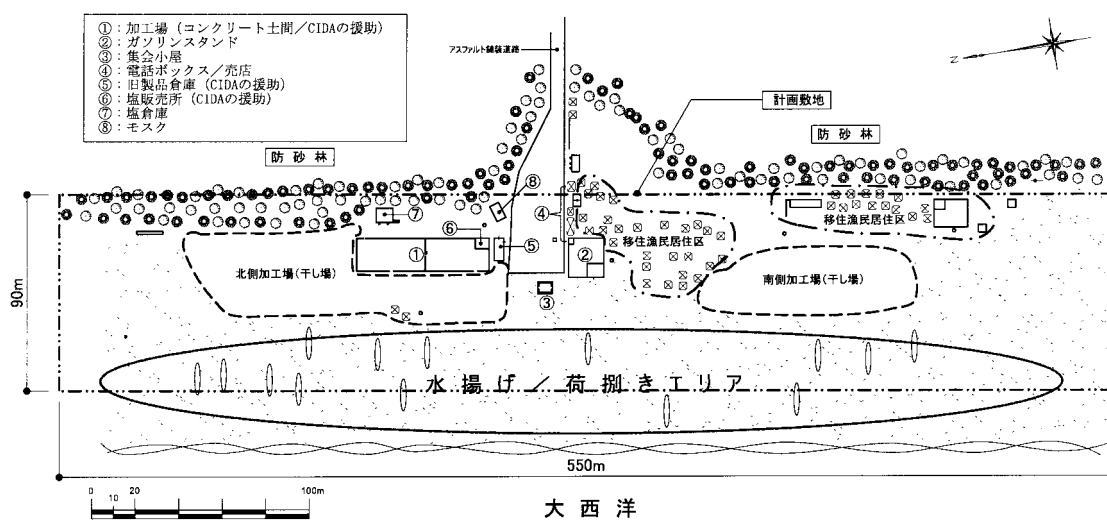 ①：加工場（コンクリート土間／CIDAの援助）
②：ガソリンスタンド
③：集会小屋
④：電話ボックス／売店
⑤：旧製品倉庫（CIDAの援助）
⑥：塩販売所（CIDAの援助）
⑦：塩倉庫
⑧：モスク
アスファルト舗装道路
N
計画敷地
防砂林
防砂林
⑦
⑧
④
移住漁民居住区
移住漁民居住区
⑥
⑤
①
②
③
北側加工場（干し場）
南側加工場（干し場）
90m
水揚げ／荷捌きエリア
550m
0 10 20 100m
大西洋